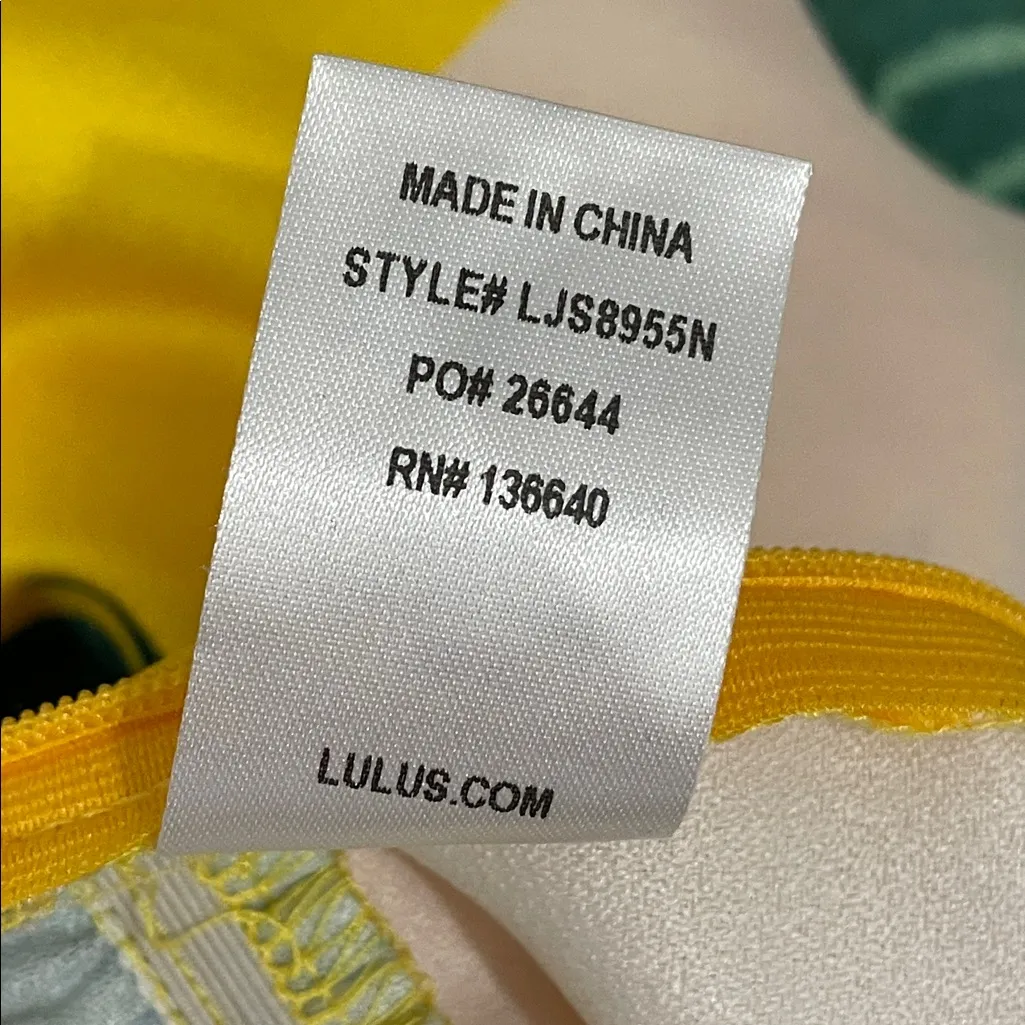 MADE IN CHINA
STYLE# LJS8955N
PO# 26644
RN# 136640
LULUS.COM